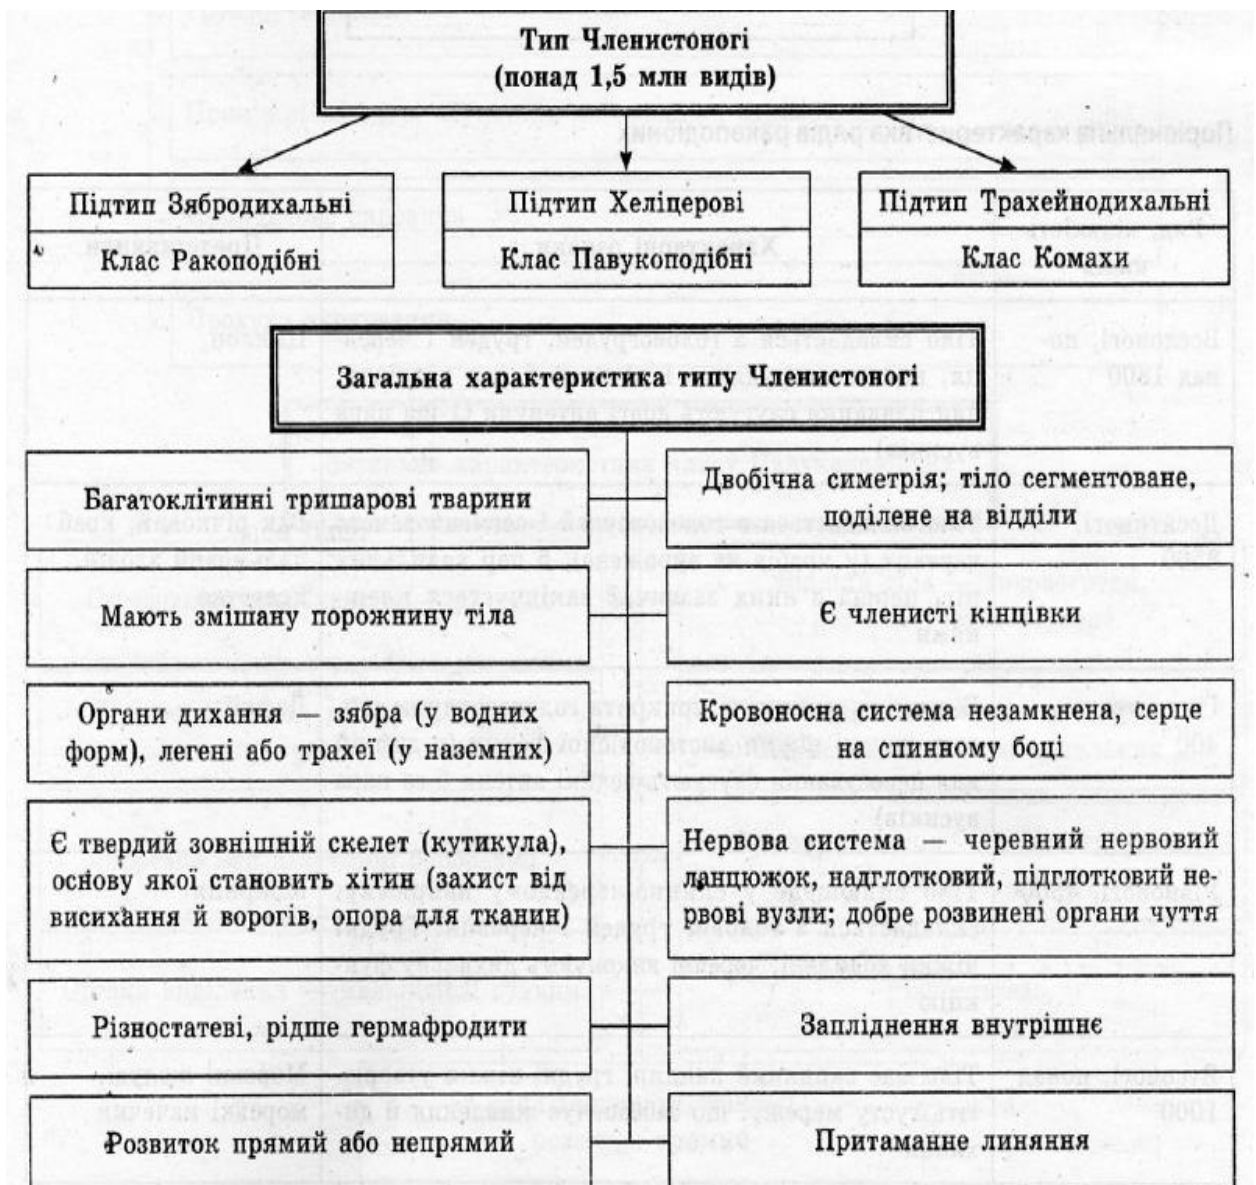 Тип Членистоногі
(понад 1,5 млн видів)
Підтип Зябродихальні
Клас Ракоподібні
Підтип Хеліцерові
Клас Павукоподібні
Підтип Трахейнодихальні
Клас Комахи
Загальна характеристика типу Членистоногі
Багатоклітинні тришарові тварини
Двобічна симетрія; тіло сегментоване,
поділене на відділи
Мають змішану порожнину тіла
Є членисті кінцівки
Органи дихання — зябра (у водних
форм), легені або трахеї (у наземних)
Кровоносна система незамкнена, серце
на спинному боці
Є твердий зовнішній скелет (кутикула),
основу якої становить хітин (захист від
висихання й ворогів, опора для тканин)
Нервова система — черевний нервовий
ланцюжок, надглотковий, підглотковий не-
рвові вузли; добре розвинені органи чуття
Різностатеві, рідше гермафродити
Запліднення внутрішнє
Розвиток прямий або непрямий
Притаманне линяння